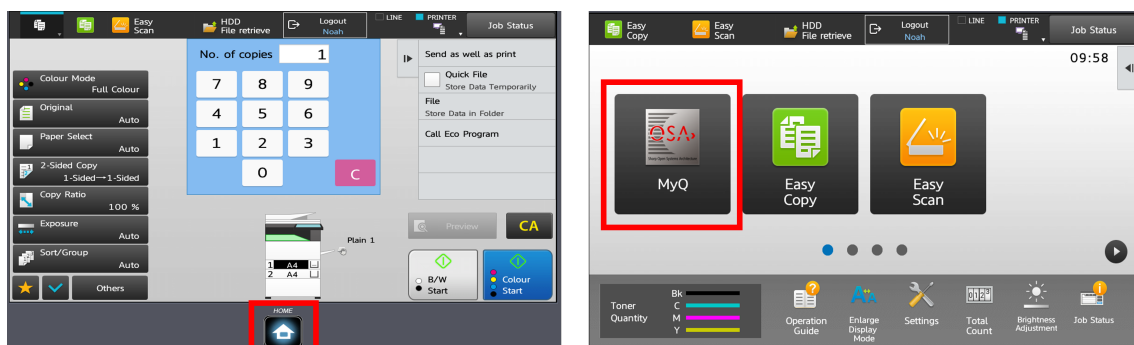 Easy
Scan
HDD
File retrieve
Logout
Noah
LINE
PRINTER
Job Status
No. of copies
1
Send as well as print
Quick File
Store Data Temporarily
File
Store Data in Folder
Call Eco Program
Colour Mode
Full Colour
Original
Auto
Paper Select
Auto
2-Sided Copy
1-Sided→1-Sided
Copy Ratio
100 %
Exposure
Auto
Sort/Group
Auto
Others
7 8 9
4 5 6
1 2 3
0 C
Plain 1
1 A4
2 A4
Preview
CA
B/W
Start
Colour
Start
HOME
Easy
Copy
Easy
Scan
HDD
File retrieve
Logout
Noah
LINE
PRINTER
Job Status
09:58
OSA
Sharp Open Systems Architecture
MyQ
Easy
Copy
Easy
Scan
Toner
Quantity
Bk
C
M
Y
Operation
Guide
Enlarge
Display
Mode
Settings
Total
Count
Brightness
Adjustment
Job Status